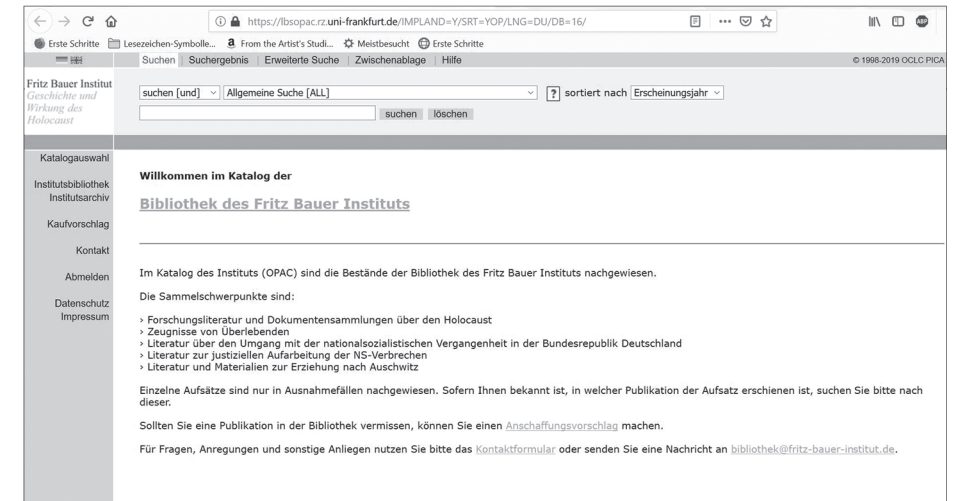 https://lbsopac.rz.uni-frankfurt.de/IMPLAND=Y/SRT=YOP/LNG=DU/DB=16/
Erste Schritte Lesezeichen-Symbolle... From the Artist's Studi... Meistbesucht Erste Schritte
Suchen | Suchergebnis | Erweiterte Suche | Zwischenablage | Hilfe © 1998-2019 OCLC PICA
Fritz Bauer Institut
Geschichte und
Wirkung des
Holocaust
suchen [und] Allgemeine Suche [ALL] ? sortiert nach Erscheinungsjahr
suchen löschen
Katalogauswahl
Institutsbibliothek
Institutsarchiv
Kaufvorschlag
Kontakt
Abmelden
Datenschutz
Impressum
Willkommen im Katalog der
Bibliothek des Fritz Bauer Instituts
Im Katalog des Instituts (OPAC) sind die Bestände der Bibliothek des Fritz Bauer Instituts nachgewiesen.
Die Sammelschwerpunkte sind:
› Forschungsliteratur und Dokumentensammlungen über den Holocaust
› Zeugnisse von Überlebenden
› Literatur über den Umgang mit der nationalsozialistischen Vergangenheit in der Bundesrepublik Deutschland
› Literatur zur justiziellen Aufarbeitung der NS-Verbrechen
› Literatur und Materialien zur Erziehung nach Auschwitz
Einzelne Aufsätze sind nur in Ausnahmefällen nachgewiesen. Sofern Ihnen bekannt ist, in welcher Publikation der Aufsatz erschienen ist, suchen Sie bitte nach
dieser.
Sollten Sie eine Publikation in der Bibliothek vermissen, können Sie einen Anschaffungsvorschlag machen.
Für Fragen, Anregungen und sonstige Anliegen nutzen Sie bitte das Kontaktformular oder senden Sie eine Nachricht an bibliothek@fritz-bauer-institut.de.